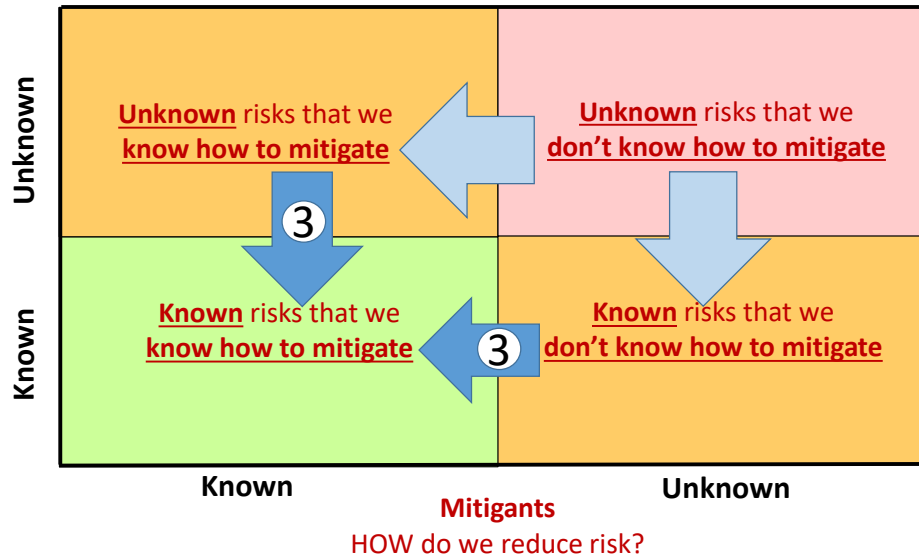 Unknown
Unknown risks that we
know how to mitigate
Unknown risks that we
don't know how to mitigate
3
Known
Known risks that we
know how to mitigate
3
Known risks that we
don't know how to mitigate
Known
Unknown
Mitigants
HOW do we reduce risk?